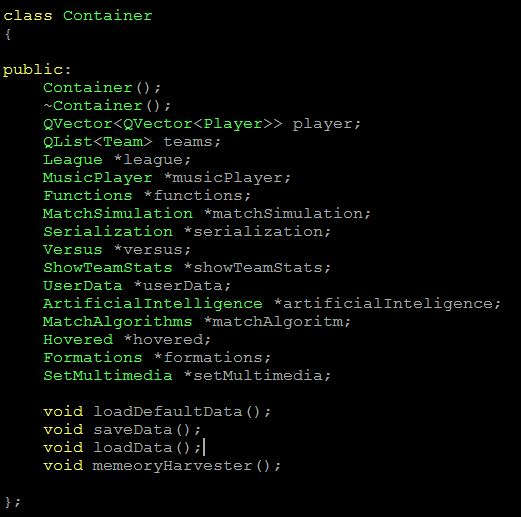 class Container
{
public:
Container();
~Container();
QVector<QVector<Player>> player;
QList<Team> teams;
League *league;
MusicPlayer *musicPlayer;
Functions *functions;
MatchSimulation *matchSimulation;
Serialization *serialization;
Versus *versus;
ShowTeamStats *showTeamStats;
UserData *userData;
ArtificialIntelligence *artificialInteligence;
MatchAlgorithms *matchAlgoritm;
Hovered *hovered;
Formations *formations;
SetMultimedia *setMultimedia;
void loadDefaultData();
void saveData();
void loadData();
void memeoryHarvester();
};